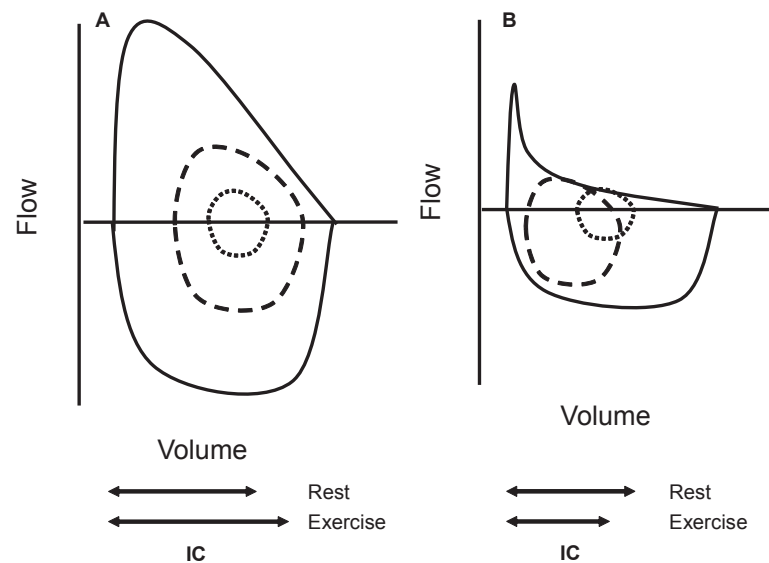 A
Flow
Volume
Rest
Exercise
IC
B
Flow
Volume
Rest
Exercise
IC